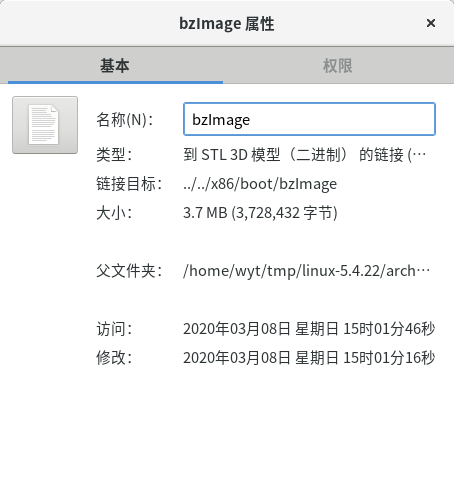 bzImage 属性
×
基本 权限
名称(N)： bzImage
类型： 到 STL 3D 模型（二进制） 的链接 (…
链接目标： ../../x86/boot/bzImage
大小： 3.7 MB (3,728,432 字节)
父文件夹： /home/wyt/tmp/linux-5.4.22/arch…
访问： 2020年03月08日 星期日 15时01分46秒
修改： 2020年03月08日 星期日 15时01分16秒